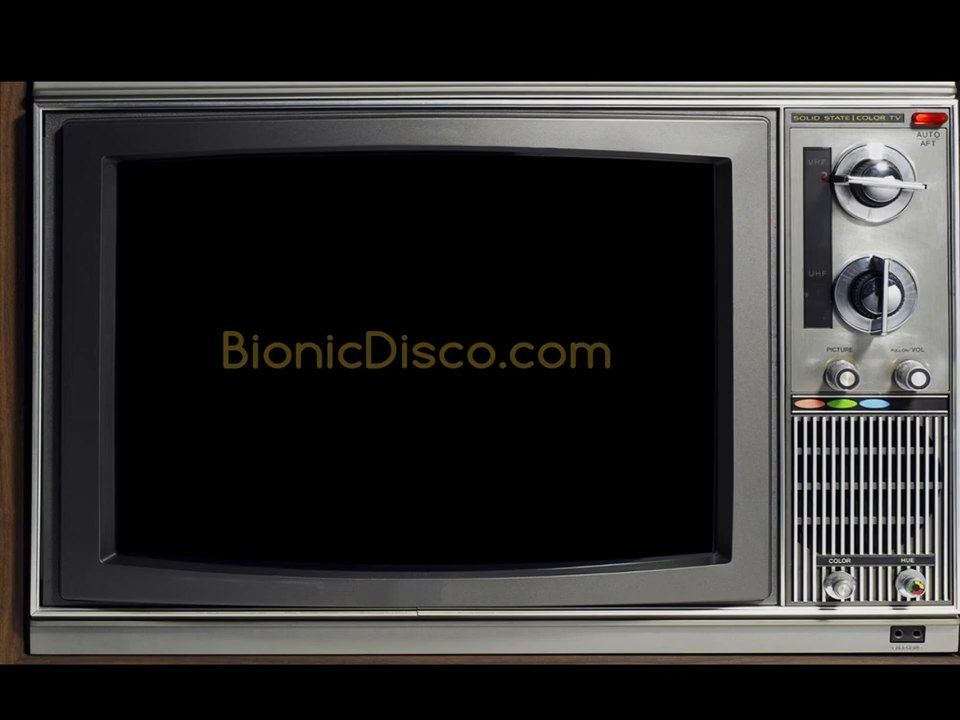 SOLID STATE | COLOR TV
AUTO
AFT
VHF
BionicDisco.com
UHF
PICTURE
VOL
COLOR
HUE